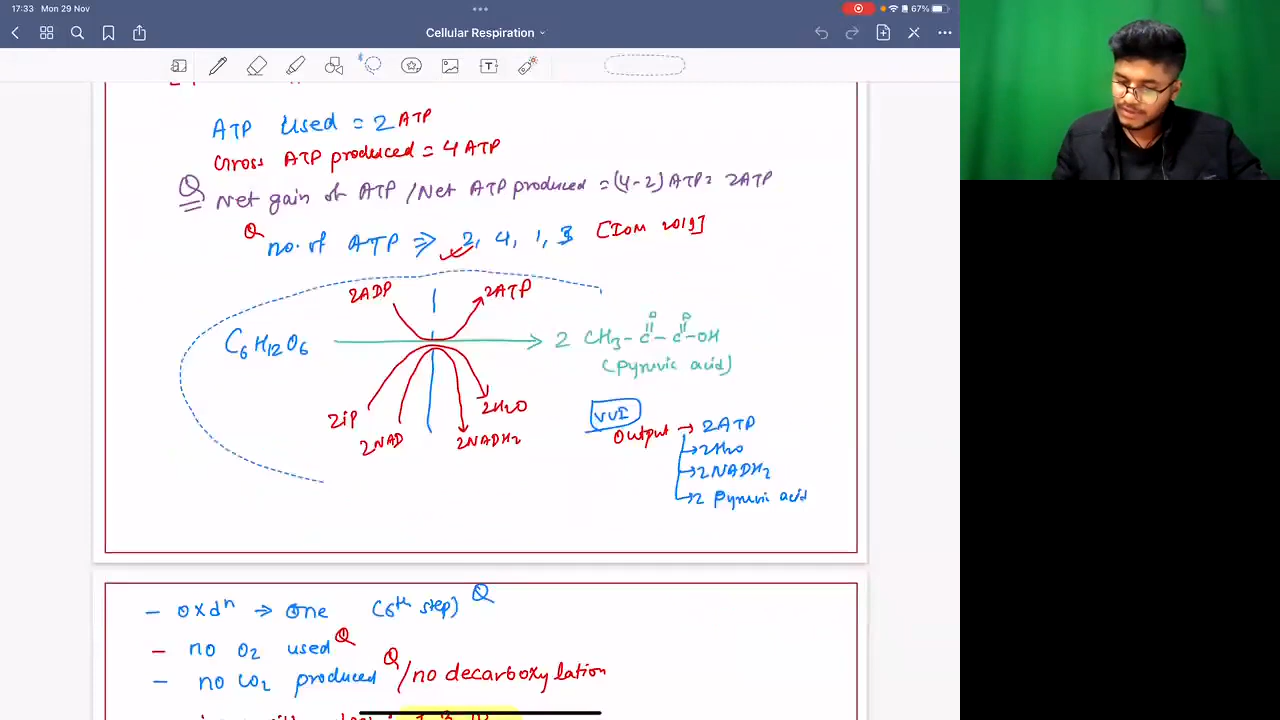 17:33 Mon 29 Nov
67%
Cellular Respiration
ATP Used = 2 ATP
Gross ATP produced = 4 ATP
Q Net gain of ATP / Net ATP produced = (4-2) ATP = 2ATP
Q no. of ATP ⇒ 2, 4, 1, 3 [IOM 2019]
2ADP 2ATP
C6H12O6 2 CH3-C-C-OH
(pyruvic acid)
2iP 2H2O
2NAD 2NADH2
VVI
Output → 2ATP
→ 2H2O
→ 2NADH2
→ 2 Pyruvic acid
- oxdn ⇒ One (6th step) Q
- no O2 used Q
- no CO2 produced Q / no decarboxylation